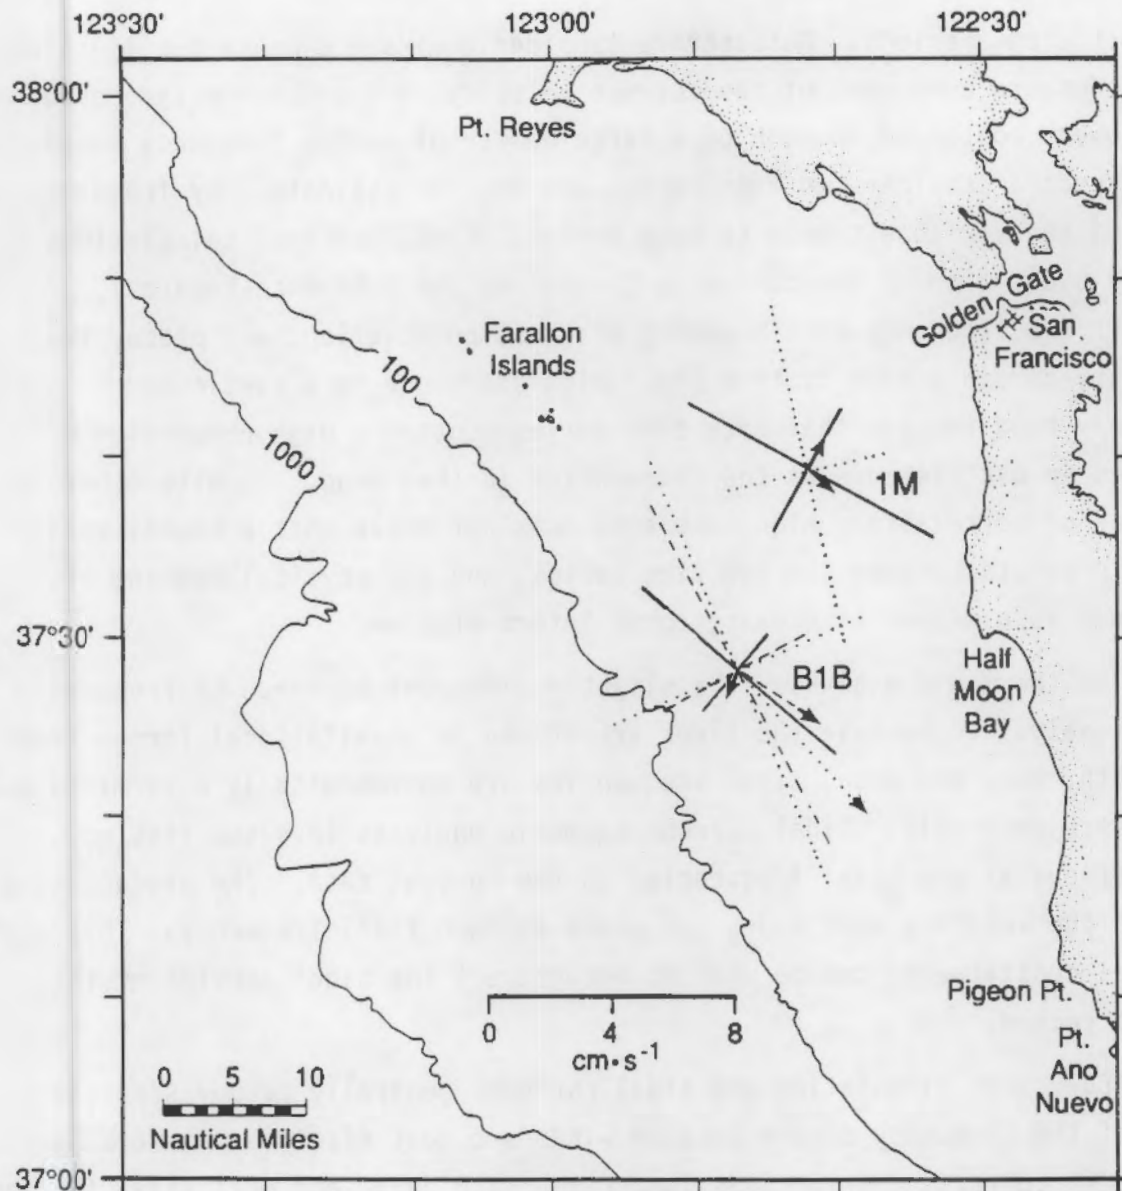 123°30'
123°00'
122°30'
38°00'
Pt. Reyes
Golden Gate
San
Francisco
Farallon
Islands
100
1000
1M
37°30'
B1B
Half
Moon
Bay
Pigeon Pt.
0 4 8
cm•s⁻¹
Pt.
Ano
Nuevo
0 5 10
Nautical Miles
37°00'